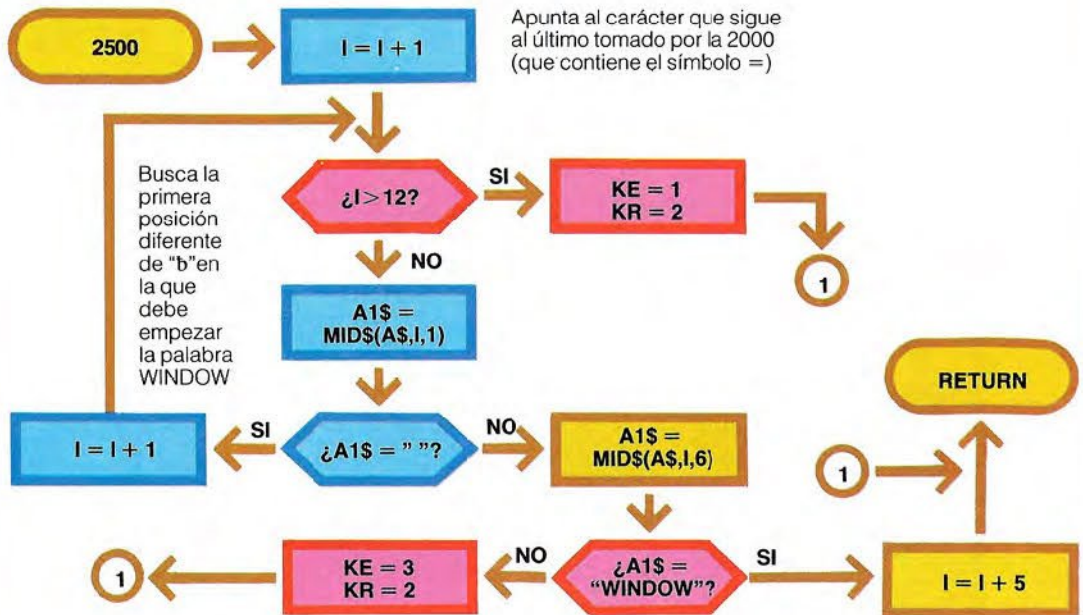 2500
I = I + 1
Apunta al carácter que sigue
al último tomado por la 2000
(que contiene el símbolo =)
Busca la
primera
posición
diferente
de "b" en
la que
debe
empezar
la palabra
WINDOW
¿I > 12?
SI
KE = 1
KR = 2
1
NO
A1$ =
MID$(A$,I,1)
¿A1$ = " "?
SI
I = I + 1
NO
A1$ =
MID$(A$,I,6)
RETURN
1
¿A1$ =
"WINDOW"?
NO
KE = 3
KR = 2
1
SI
I = I + 5